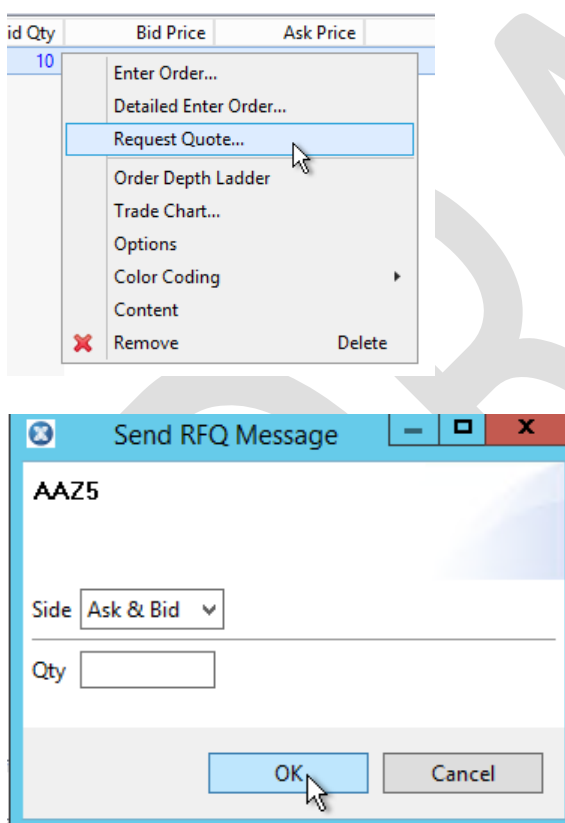 id Qty Bid Price Ask Price
10
Enter Order...
Detailed Enter Order...
Request Quote...
Order Depth Ladder
Trade Chart...
Options
Color Coding
Content
Remove Delete
Send RFQ Message
AAZ5
Side Ask & Bid
Qty
OK Cancel